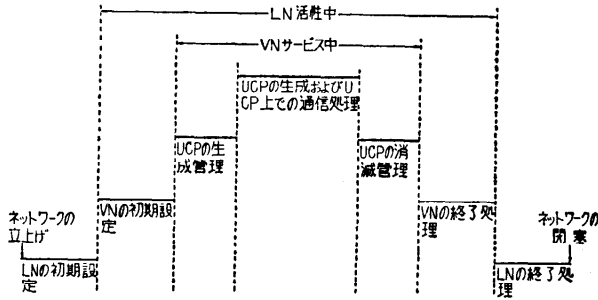 LN活性中
VNサービス中
UCPの生成およびU
CP上での通信処理
UCPの生
成管理
UCPの消
滅管理
VNの初期設
定
VNの終了処
理
ネットワークの
立上げ
ネットワークの
閉塞
LNの初期設
定
LNの終了処
理